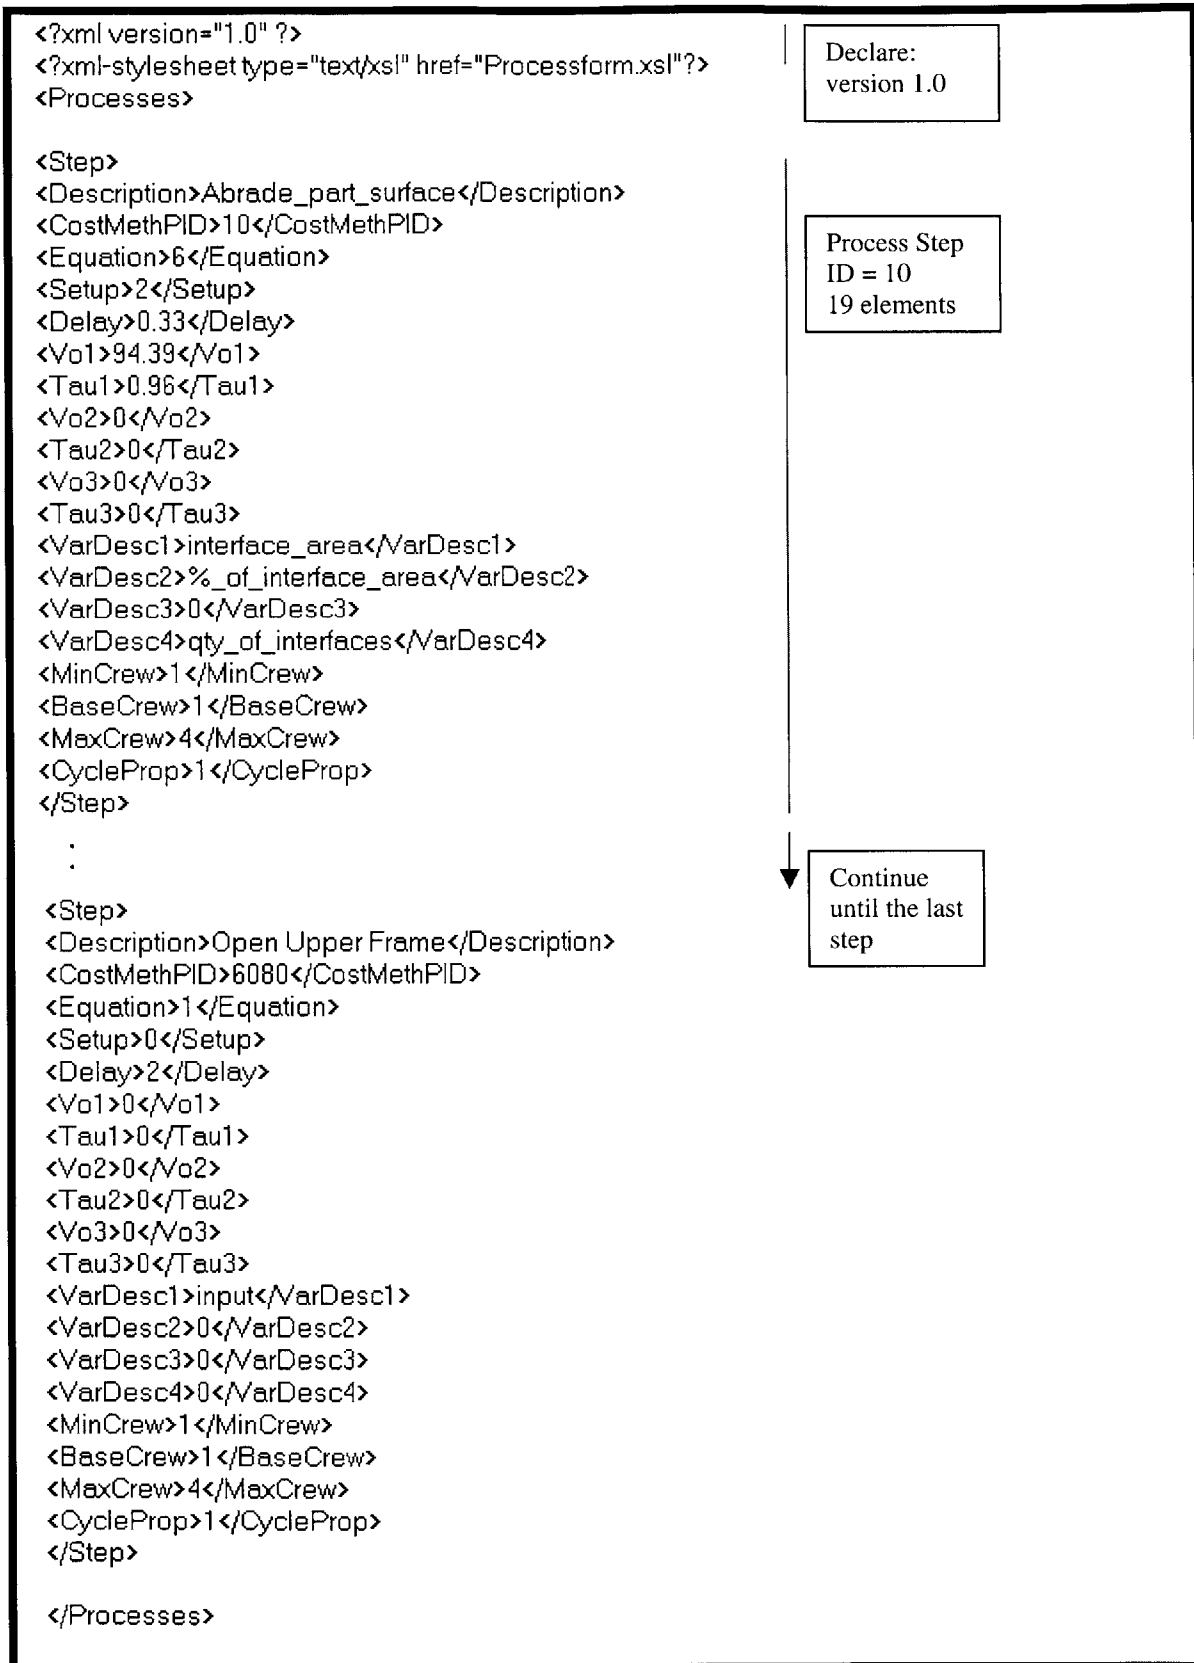 <?xml version="1.0" ?>
<?xml-stylesheet type="text/xsl" href="Processform.xsl"?>
<Processes>
Declare:
version 1.0
<Step>
<Description>Abrade_part_surface</Description>
<CostMethPID>10</CostMethPID>
<Equation>6</Equation>
<Setup>2</Setup>
<Delay>0.33</Delay>
<Vo1>94.39</Vo1>
<Tau1>0.96</Tau1>
<Vo2>0</Vo2>
<Tau2>0</Tau2>
<Vo3>0</Vo3>
<Tau3>0</Tau3>
<VarDesc1>interface_area</VarDesc1>
<VarDesc2>%_of_interface_area</VarDesc2>
<VarDesc3>0</VarDesc3>
<VarDesc4>qty_of_interfaces</VarDesc4>
<MinCrew>1</MinCrew>
<BaseCrew>1</BaseCrew>
<MaxCrew>4</MaxCrew>
<CycleProp>1</CycleProp>
</Step>
Process Step
ID = 10
19 elements
:
Continue
until the last
step
<Step>
<Description>Open Upper Frame</Description>
<CostMethPID>6080</CostMethPID>
<Equation>1</Equation>
<Setup>0</Setup>
<Delay>2</Delay>
<Vo1>0</Vo1>
<Tau1>0</Tau1>
<Vo2>0</Vo2>
<Tau2>0</Tau2>
<Vo3>0</Vo3>
<Tau3>0</Tau3>
<VarDesc1>input</VarDesc1>
<VarDesc2>0</VarDesc2>
<VarDesc3>0</VarDesc3>
<VarDesc4>0</VarDesc4>
<MinCrew>1</MinCrew>
<BaseCrew>1</BaseCrew>
<MaxCrew>4</MaxCrew>
<CycleProp>1</CycleProp>
</Step>
</Processes>